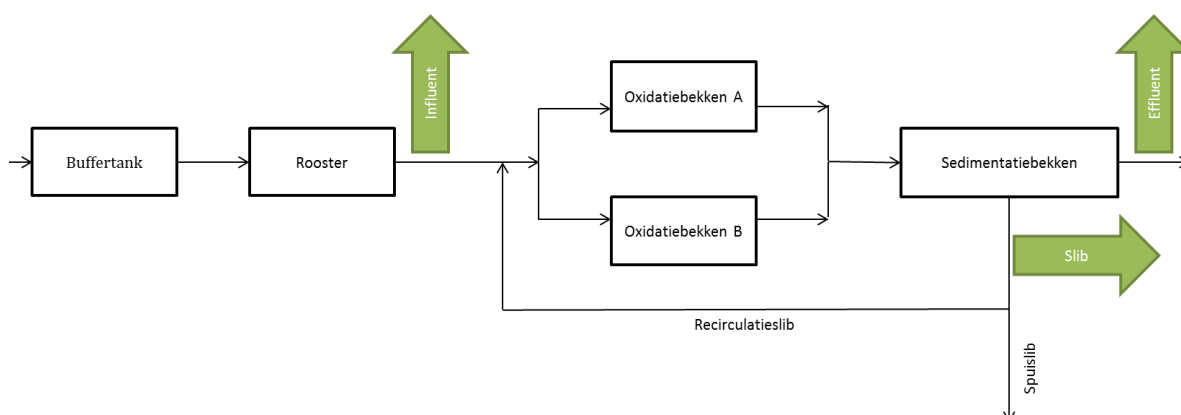 Influent
Effluent
Oxidatiebekken A
Buffertank
Rooster
Sedimentatiebekken
Oxidatiebekken B
Slib
Recirculatieslib
Spuislib